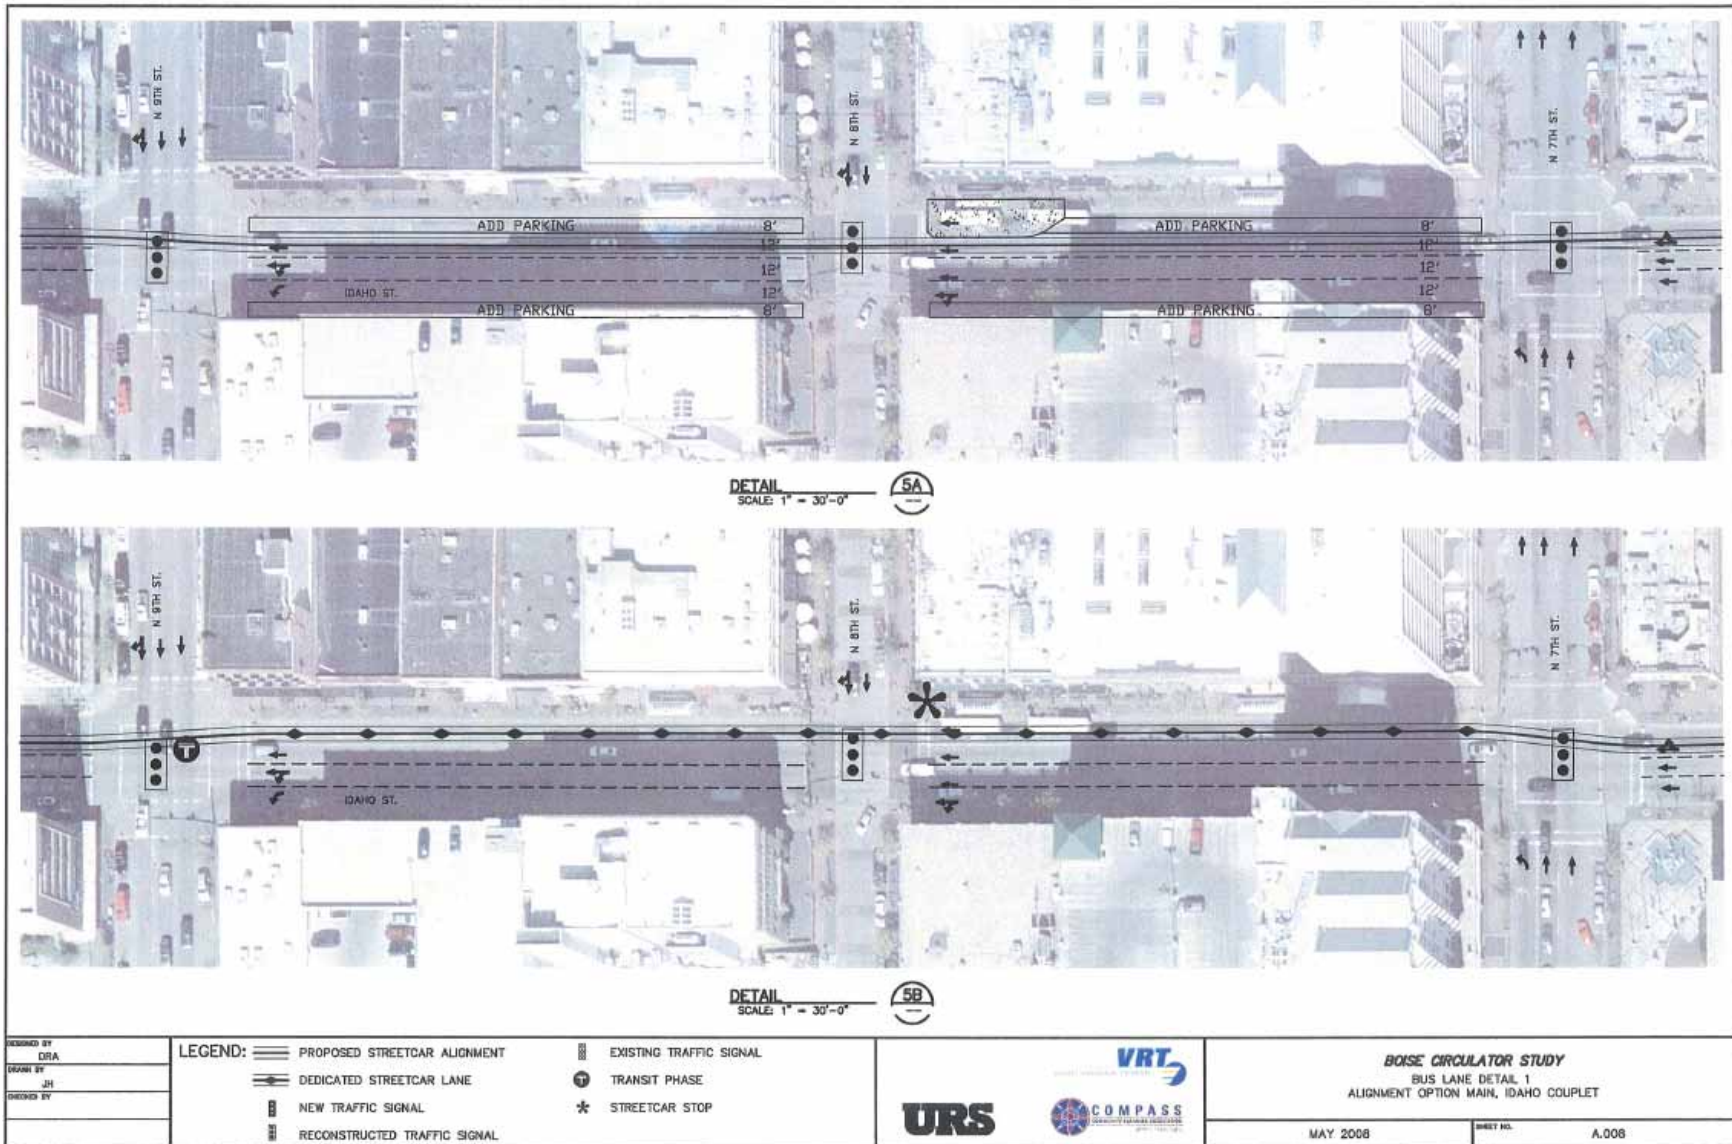 N 9TH ST.
N 8TH ST.
N 7TH ST.
ADD PARKING 8'
ADD PARKING 8'
12'
12'
12'
12'
12'
12'
IDAHO ST.
ADD PARKING 8'
ADD PARKING 8'
DETAIL 5A
SCALE: 1" = 30'-0"
N 9TH ST.
N 8TH ST.
N 7TH ST.
T
IDAHO ST.
DETAIL 5B
SCALE: 1" = 30'-0"
DESIGNED BY
DRA
DRAWN BY
JH
CHECKED BY
LEGEND:
PROPOSED STREETCAR ALIGNMENT
DEDICATED STREETCAR LANE
NEW TRAFFIC SIGNAL
RECONSTRUCTED TRAFFIC SIGNAL
EXISTING TRAFFIC SIGNAL
T TRANSIT PHASE
STREETCAR STOP
URS
VRT
COMPASS
BOISE CIRCULATOR STUDY
BUS LANE DETAIL 1
ALIGNMENT OPTION MAIN, IDAHO COUPLET
MAY 2008
SHEET NO.
A.008